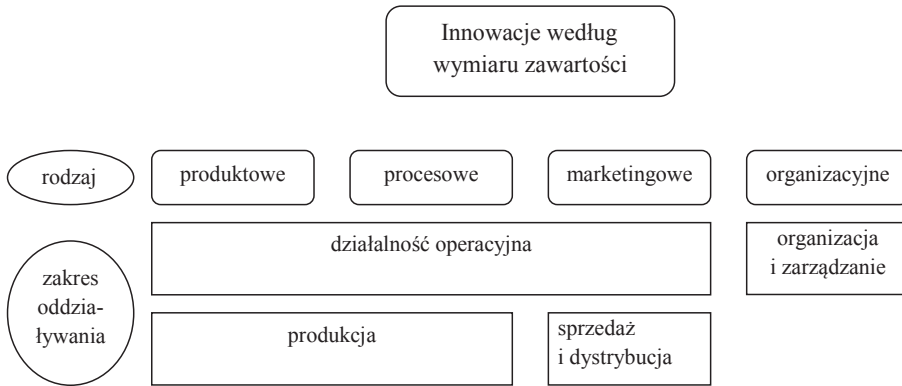 Innowacje według
wymiaru zawartości
rodzaj
produktowe
procesowe
marketingowe
organizacyjne
zakres
oddzia-
ływania
działalność operacyjna
organizacja
i zarządzanie
produkcja
sprzedaż
i dystrybucja